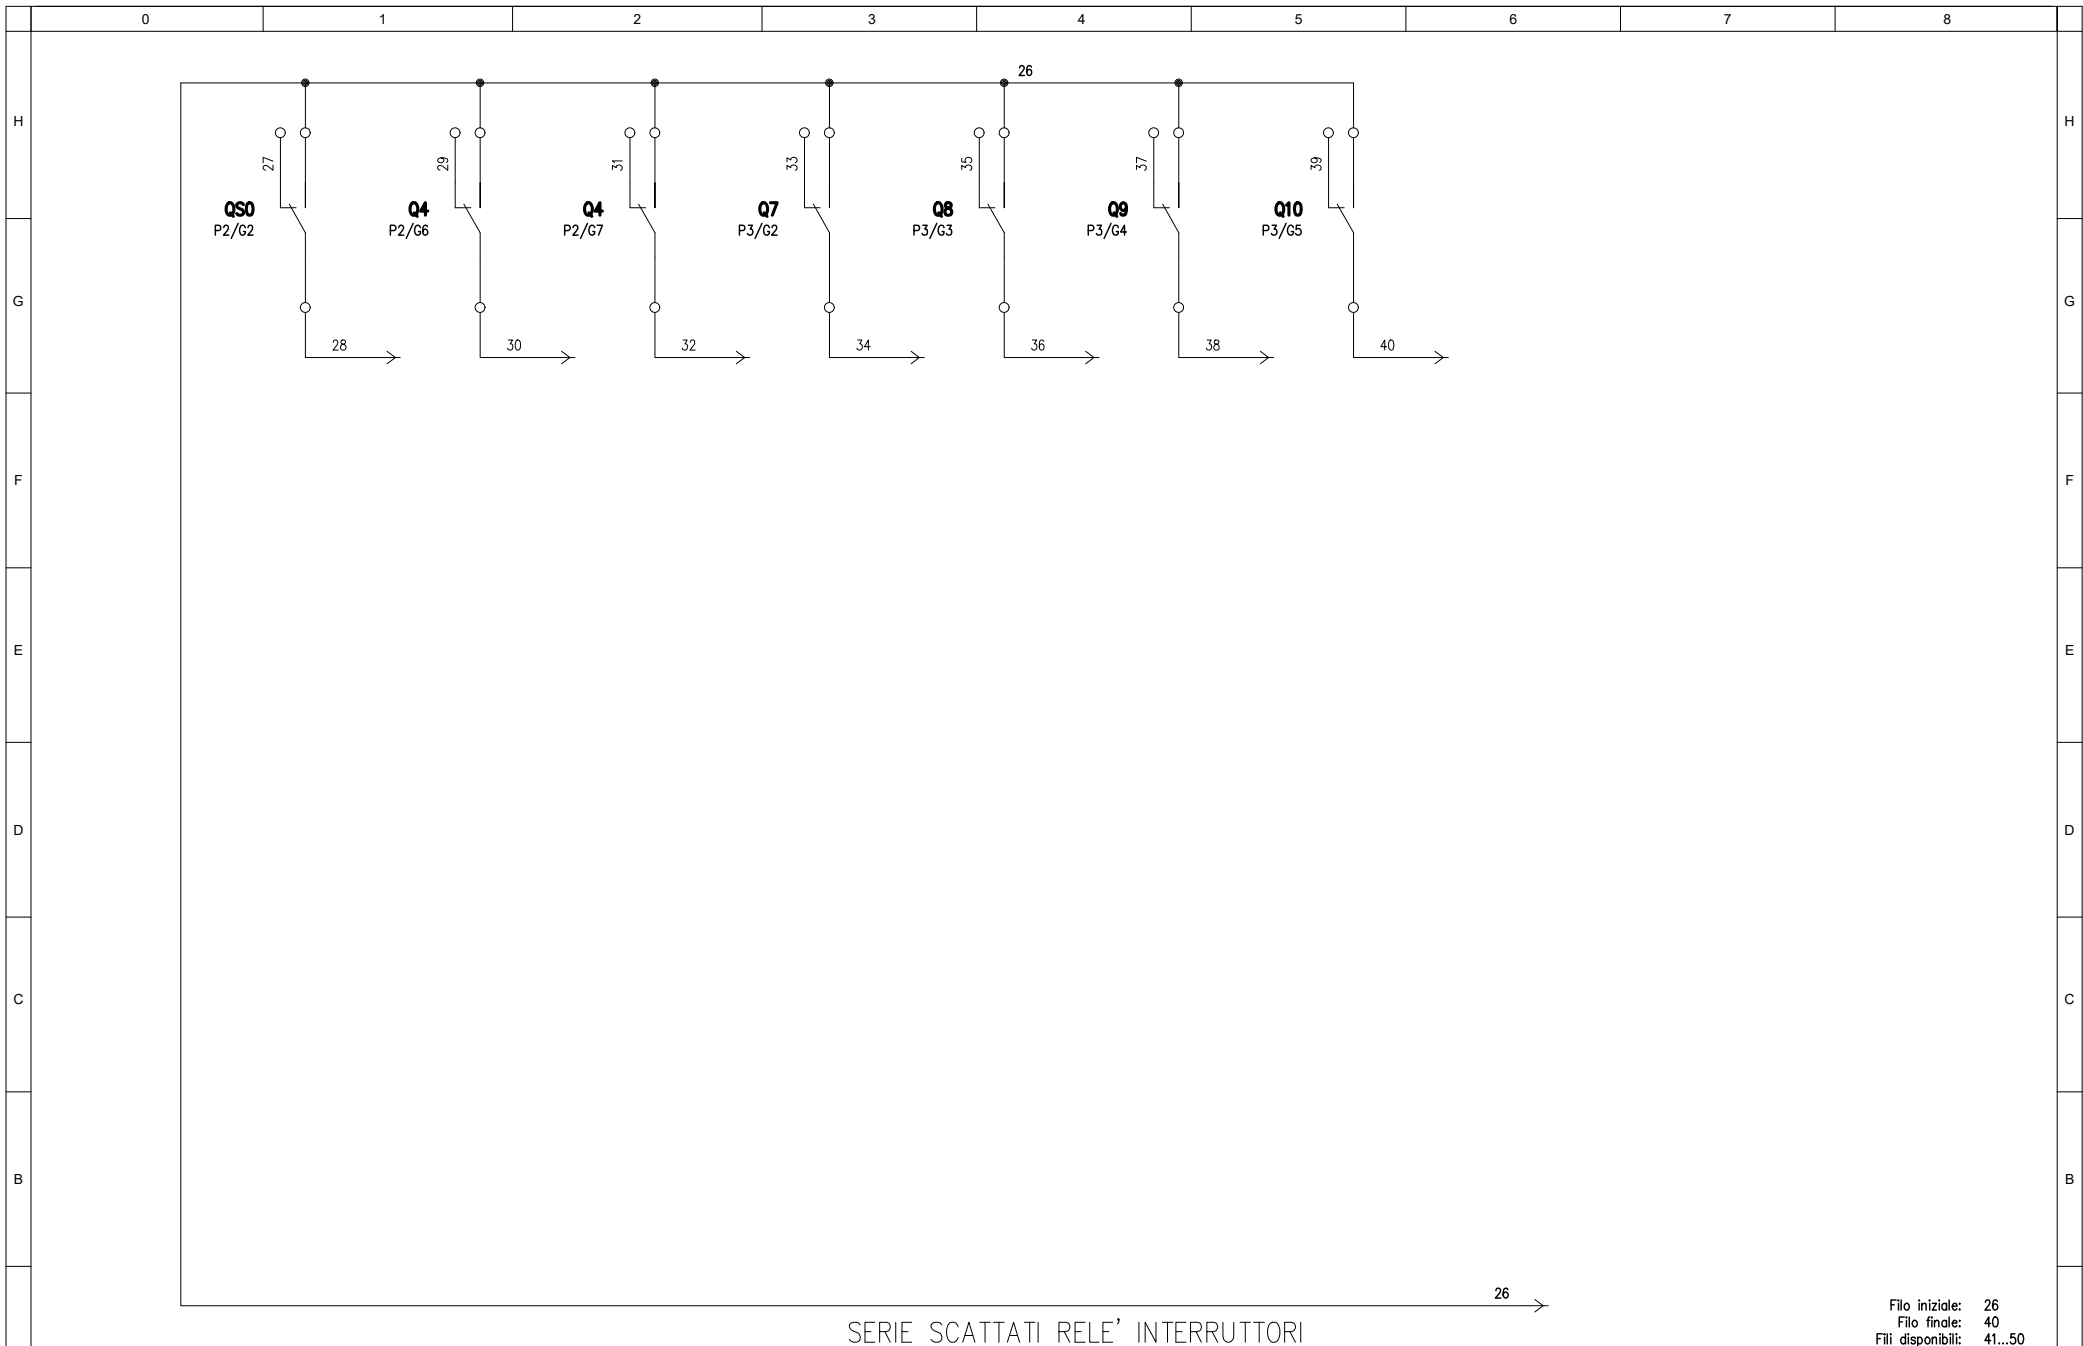 0 1 2 3 4 5 6 7 8
26
H H
27 29 31 33 35 37 39
QS0 Q4 Q4 Q7 Q8 Q9 Q10
P2/G2 P2/G6 P2/G7 P3/G2 P3/G3 P3/G4 P3/G5
G G
28 30 32 34 36 38 40
F F
E E
D D
C C
B B
26
Filo iniziale: 26
Filo finale: 40
Fili disponibili: 41...50
SERIE SCATTATI RELE' INTERRUTTORI